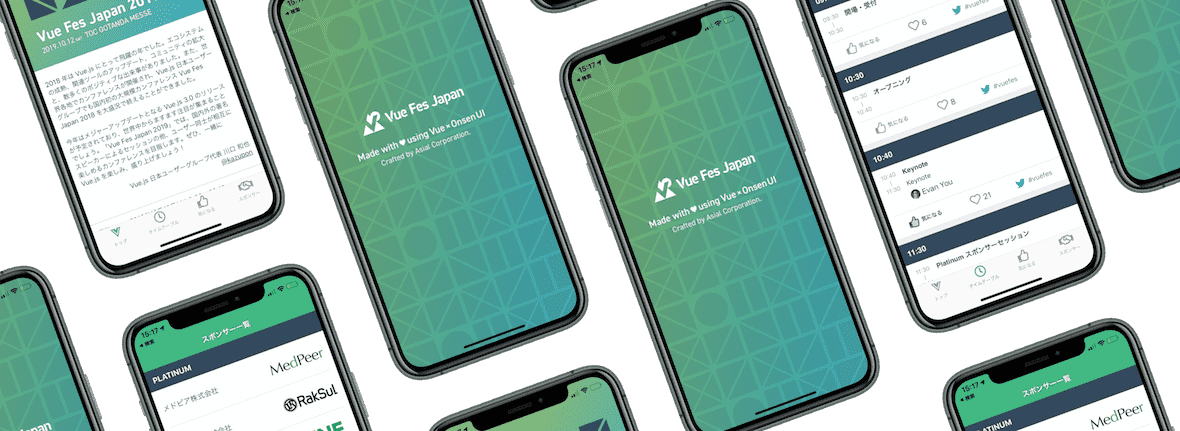 Vue Fes Japan 201
2019.10.12 sat TOC GOTANDA MESSE
2018 年は Vue.js にとって飛躍の年でした。エコシステム
の成熟、関連ツールのアップデート、コミュニティの拡大
と、数多くのポジティブな出来事がありました。また、世
界各地でカンファレンスが開催され、Vue.js 日本ユーザー
グループでも国内初の大規模カンファレンス Vue Fes
Japan 2018 を大盛況で終えることができました。
今年はメジャーアップデートとなる Vue.js 3.0 のリリース
が予定されており、世界中からますます注目が集まること
でしょう。「Vue Fes Japan 2019」では、国内外の著名
スピーカーによるセッションの他、ユーザー同士が相互に
楽しめるカンファレンスを目指します。ぜひ、一緒に
Vue.js を楽しみ、盛り上げましょう！
Vue.js 日本ユーザーグループ代表 川口 和也
@kazupon
トップ
タイムテーブル
気になる
スポンサー
検索
Vue Fes Japan
Made with ♥ using Vue × Onsen UI
Crafted by Asial Corporation.
15:17
検索
Vue Fes Japan
Made with ♥ using Vue × Onsen UI
Crafted by Asial Corporation.
09:30
開場・受付
10:30
気になる
6
#vuefes
10:30
10:30
オープニング
10:40
気になる
8
#vuefes
10:40
10:40
Keynote
11:30
Keynote
Evan You
気になる
21
#vuefes
11:30
11:30
Platinum スポンサーセッション
トップ
タイムテーブル
気になる
スポンサー
Japan
15:17
検索
スポンサー一覧
PLATINUM
メドピア株式会社
MedPeer
RakSul
株式会社
15:17
検索
スポンサー一覧
PLATINUM
MedPeer